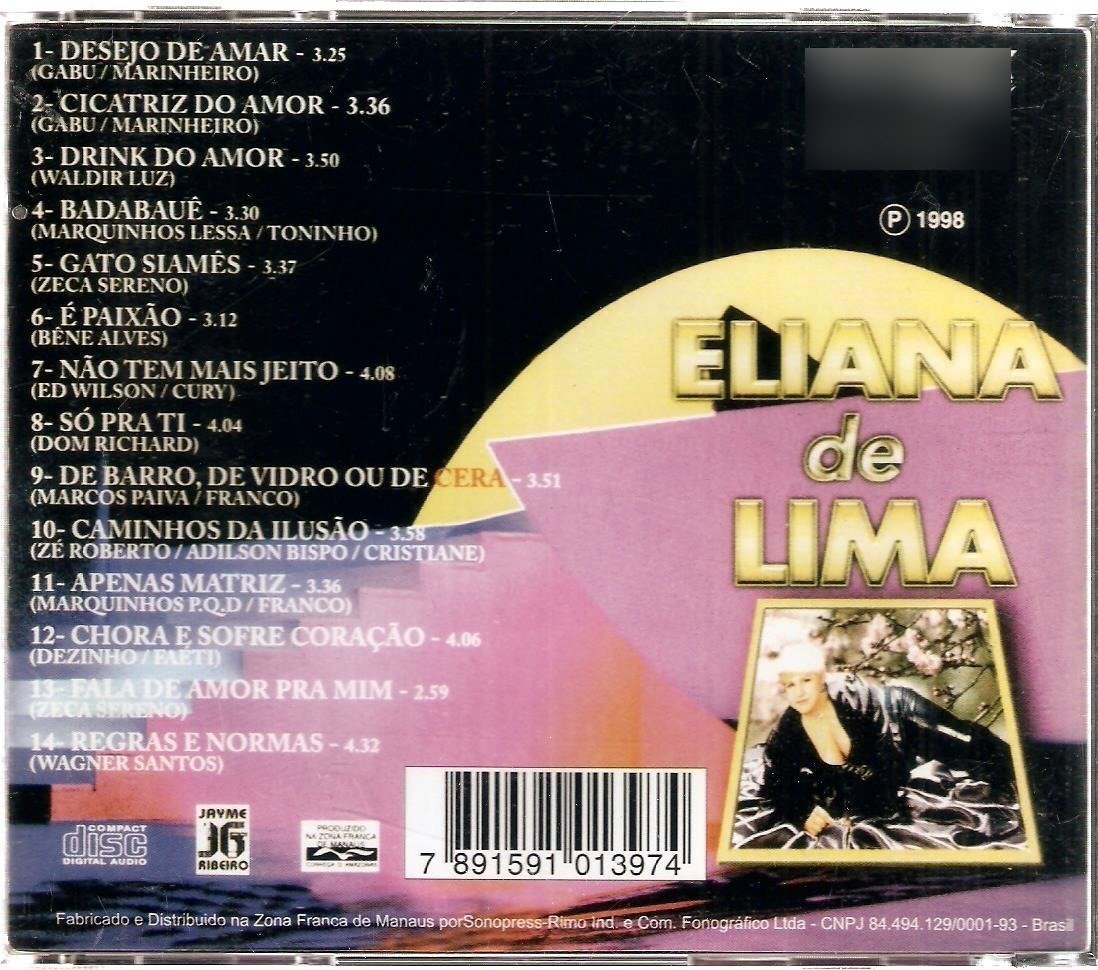 1- DESEJO DE AMAR - 3.25
(GABU / MARINHEIRO)
2- CICATRIZ DO AMOR - 3.36
(GABU / MARINHEIRO)
3- DRINK DO AMOR - 3.50
(WALDIR LUZ)
4- BADABAUÊ - 3.30
(MARQUINHOS LESSA / TONINHO)
5- GATO SIAMÊS - 3.37
(ZECA SERENO)
6- É PAIXÃO - 3.12
(BÊNE ALVES)
7- NÃO TEM MAIS JEITO - 4.08
(ED WILSON / CURY)
8- SÓ PRA TI - 4.04
(DOM RICHARD)
9- DE BARRO, DE VIDRO OU DE CERA - 3.51
(MARCOS PAIVA / FRANCO)
10- CAMINHOS DA ILUSÃO - 3.58
(ZÉ ROBERTO / ADILSON BISPO / CRISTIANE)
11- APENAS MATRIZ - 3.36
(MARQUINHOS P.Q.D / FRANCO)
12- CHORA E SOFRE CORAÇÃO - 4.06
(DEZINHO / FAÉTI)
13- FALA DE AMOR PRA MIM - 2.59
(ZECA SERENO)
14- REGRAS E NORMAS - 4.32
(WAGNER SANTOS)
Ⓟ 1998
ELIANA
de
LIMA
COMPACT
disc
DIGITAL AUDIO
JAYME
JG
RIBEIRO
PRODUZIDO
NA ZONA FRANCA
DE MANAUS
CONHEÇA O AMAZONAS
7 891591 013974
Fabricado e Distribuido na Zona Franca de Manaus porSonopress-Rimo Ind. e Com. Fonográfico Ltda - CNPJ 84.494.129/0001-93 - Brasil